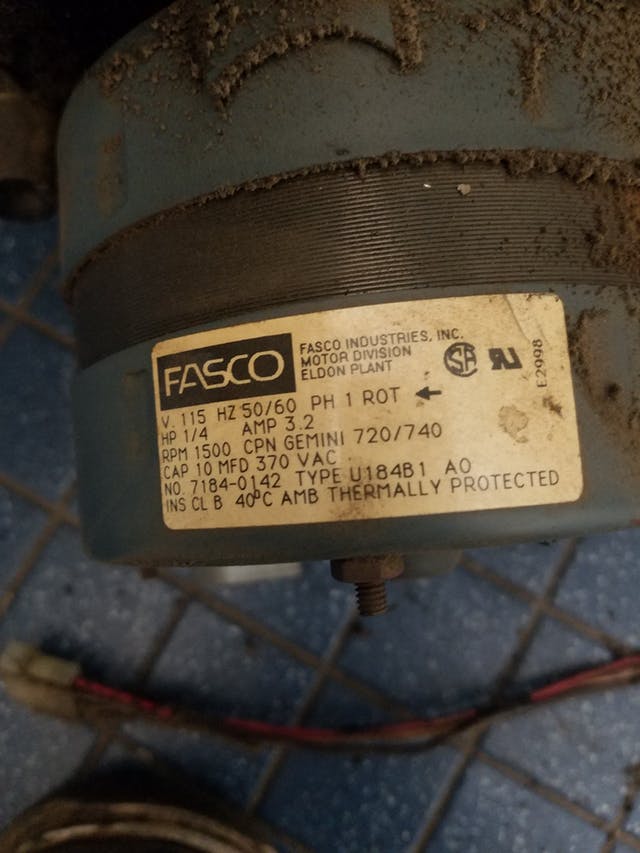 FASCO
FASCO INDUSTRIES, INC.
MOTOR DIVISION
ELDON PLANT
SA
E2998
V. 115 HZ 50/60 PH 1 ROT ←
HP 1/4 AMP 3.2
RPM 1500 CPN GEMINI 720/740
CAP 10 MFD 370 VAC
NO. 7184-0142 TYPE U184B1 AO
INS CL B 40°C AMB THERMALLY PROTECTED